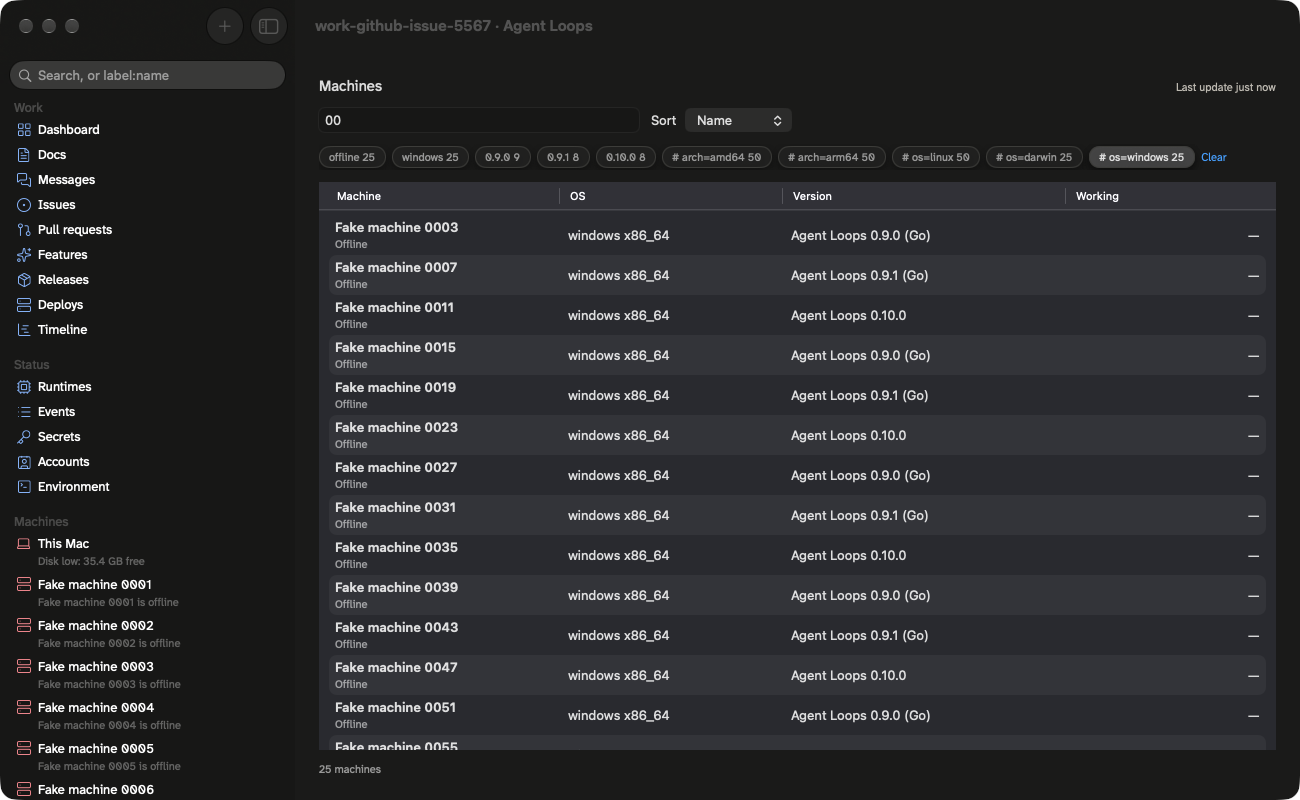 work-github-issue-5567 · Agent Loops
Search, or label:name
Work
Dashboard
Docs
Messages
Issues
Pull requests
Features
Releases
Deploys
Timeline
Status
Runtimes
Events
Secrets
Accounts
Environment
Machines
This Mac
Disk low: 35.4 GB free
Fake machine 0001
Fake machine 0001 is offline
Fake machine 0002
Fake machine 0002 is offline
Fake machine 0003
Fake machine 0003 is offline
Fake machine 0004
Fake machine 0004 is offline
Fake machine 0005
Fake machine 0005 is offline
Fake machine 0006
Machines
Last update just now
00
Sort Name
offline 25 windows 25 0.9.0 9 0.9.1 8 0.10.0 8 # arch=amd64 50 # arch=arm64 50 # os=linux 50 # os=darwin 25 # os=windows 25 Clear
Machine OS Version Working
Fake machine 0003
Offline
windows x86_64 Agent Loops 0.9.0 (Go) —
Fake machine 0007
Offline
windows x86_64 Agent Loops 0.9.1 (Go) —
Fake machine 0011
Offline
windows x86_64 Agent Loops 0.10.0 —
Fake machine 0015
Offline
windows x86_64 Agent Loops 0.9.0 (Go) —
Fake machine 0019
Offline
windows x86_64 Agent Loops 0.9.1 (Go) —
Fake machine 0023
Offline
windows x86_64 Agent Loops 0.10.0 —
Fake machine 0027
Offline
windows x86_64 Agent Loops 0.9.0 (Go) —
Fake machine 0031
Offline
windows x86_64 Agent Loops 0.9.1 (Go) —
Fake machine 0035
Offline
windows x86_64 Agent Loops 0.10.0 —
Fake machine 0039
Offline
windows x86_64 Agent Loops 0.9.0 (Go) —
Fake machine 0043
Offline
windows x86_64 Agent Loops 0.9.1 (Go) —
Fake machine 0047
Offline
windows x86_64 Agent Loops 0.10.0 —
Fake machine 0051
Offline
windows x86_64 Agent Loops 0.9.0 (Go) —
Fake machine 0055
25 machines